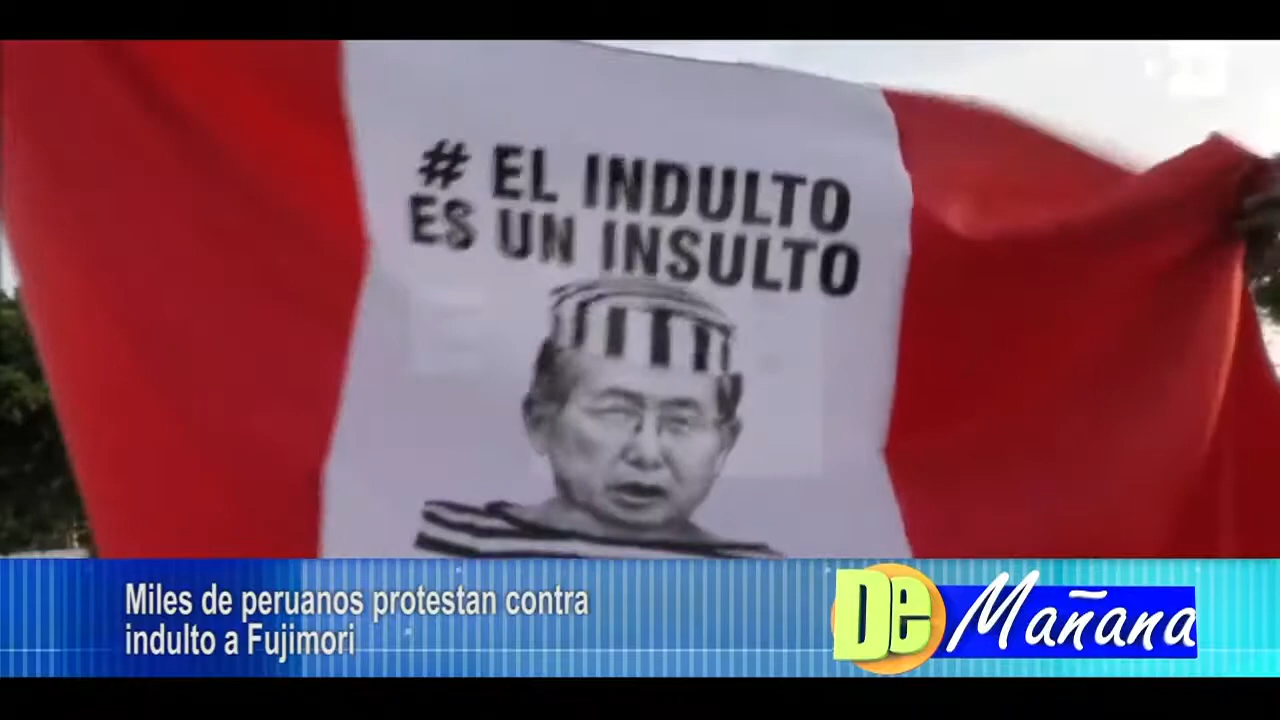 # EL INDULTO
ES UN INSULTO
Miles de peruanos protestan contra
indulto a Fujimori
De Mañana